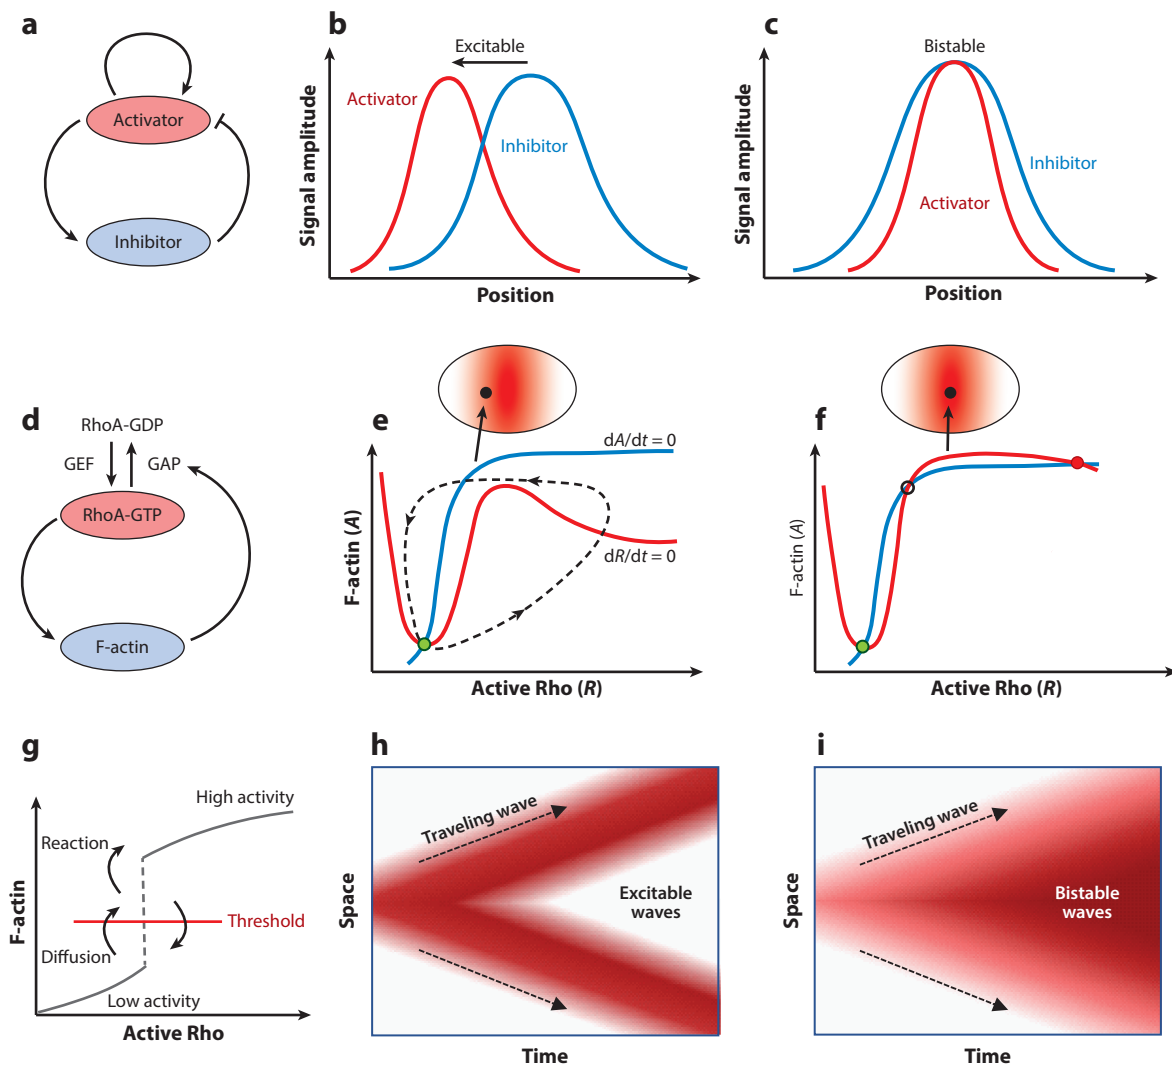 a
Activator
Inhibitor
b
Excitable
Activator
Inhibitor
Signal amplitude
Position
c
Bistable
Inhibitor
Activator
Signal amplitude
Position
d
RhoA-GDP
GEF
GAP
RhoA-GTP
F-actin
e
dA/dt = 0
dR/dt = 0
F-actin (A)
Active Rho (R)
f
F-actin (A)
Active Rho (R)
g
High activity
Reaction
Threshold
Diffusion
Low activity
F-actin
Active Rho
h
Traveling wave
Excitable
waves
Space
Time
i
Traveling wave
Bistable
waves
Space
Time